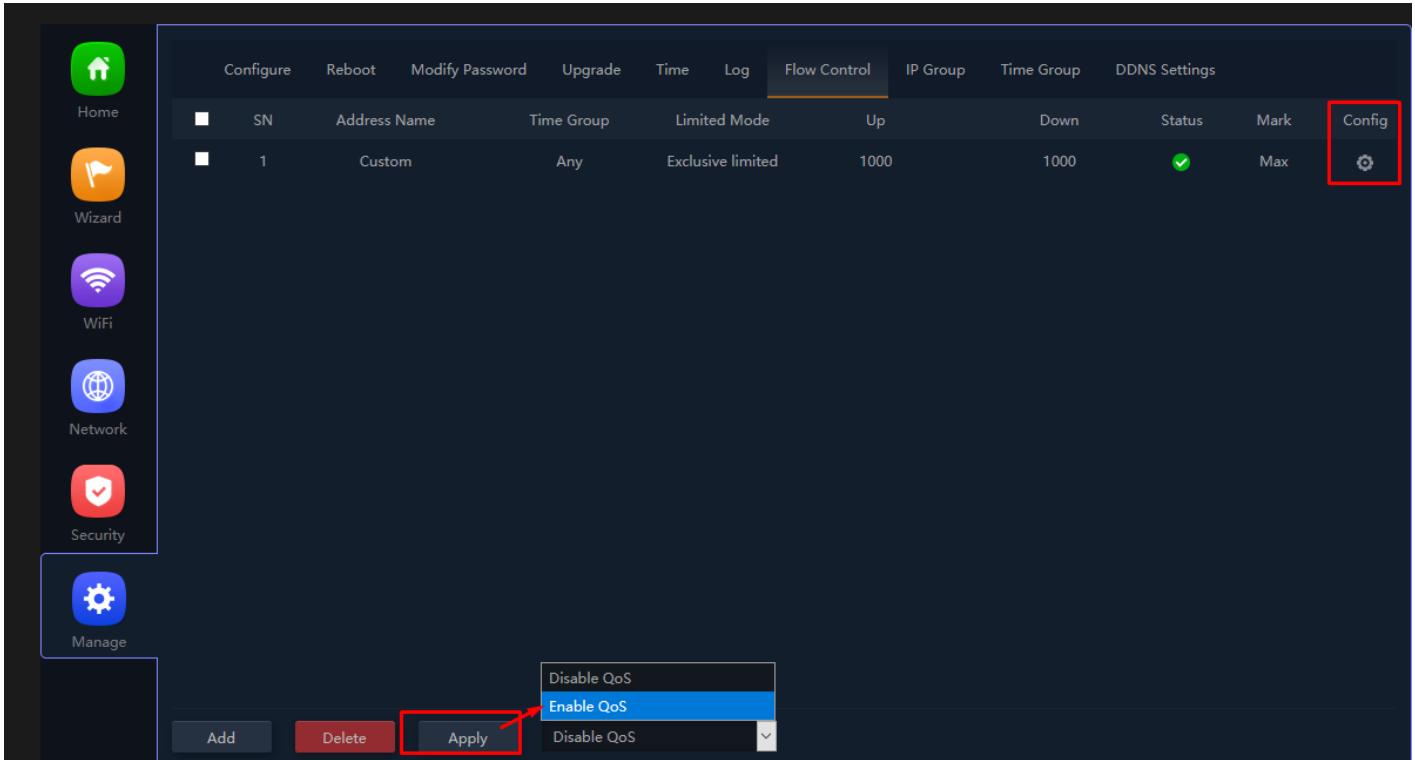 Home
Wizard
WiFi
Network
Security
Manage
Configure Reboot Modify Password Upgrade Time Log Flow Control IP Group Time Group DDNS Settings
SN Address Name Time Group Limited Mode Up Down Status Mark Config
1 Custom Any Exclusive limited 1000 1000 Max
Disable QoS
Enable QoS
Add Delete Apply Disable QoS